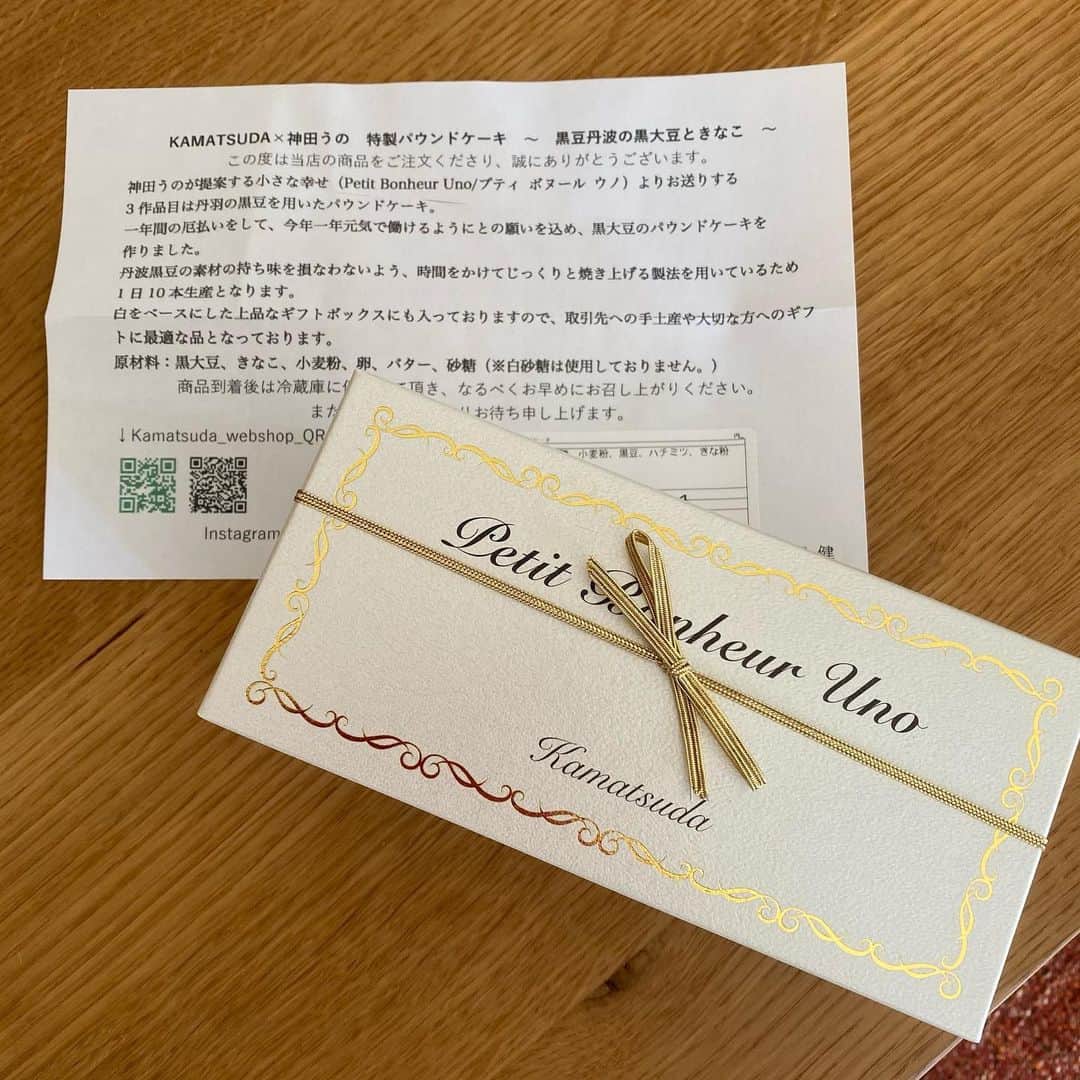 KAMATSUDA×神田うの 特製パウンドケーキ ～ 黒豆丹波の黒大豆ときなこ ～
この度は当店の商品をご注文くださり、誠にありがとうございます。
神田うのが提案する小さな幸せ（Petit Bonheur Uno/プティ ボヌール ウノ）よりお送りする
3作品目は丹羽の黒豆を用いたパウンドケーキ。
一年間の厄払いをして、今年一年元気で働けるようにとの願いを込め、黒大豆のパウンドケーキを
作りました。
丹波黒豆の素材の持ち味を損なわないよう、時間をかけてじっくりと焼き上げる製法を用いているため
1日10本生産となります。
白をベースにした上品なギフトボックスにも入っておりますので、取引先への手土産や大切な方へのギフ
トに最適な品となっております。
原材料：黒大豆、きなこ、小麦粉、卵、バター、砂糖（※白砂糖は使用しておりません。）
商品到着後は冷蔵庫に て頂き、なるべくお早めにお召し上がりください。
また りお待ち申し上げます。
↓Kamatsuda_webshop_QR
小麦粉、黒豆、ハチミツ、きな粉
Instagram
健
Petit Bonheur Uno
Kamatsuda